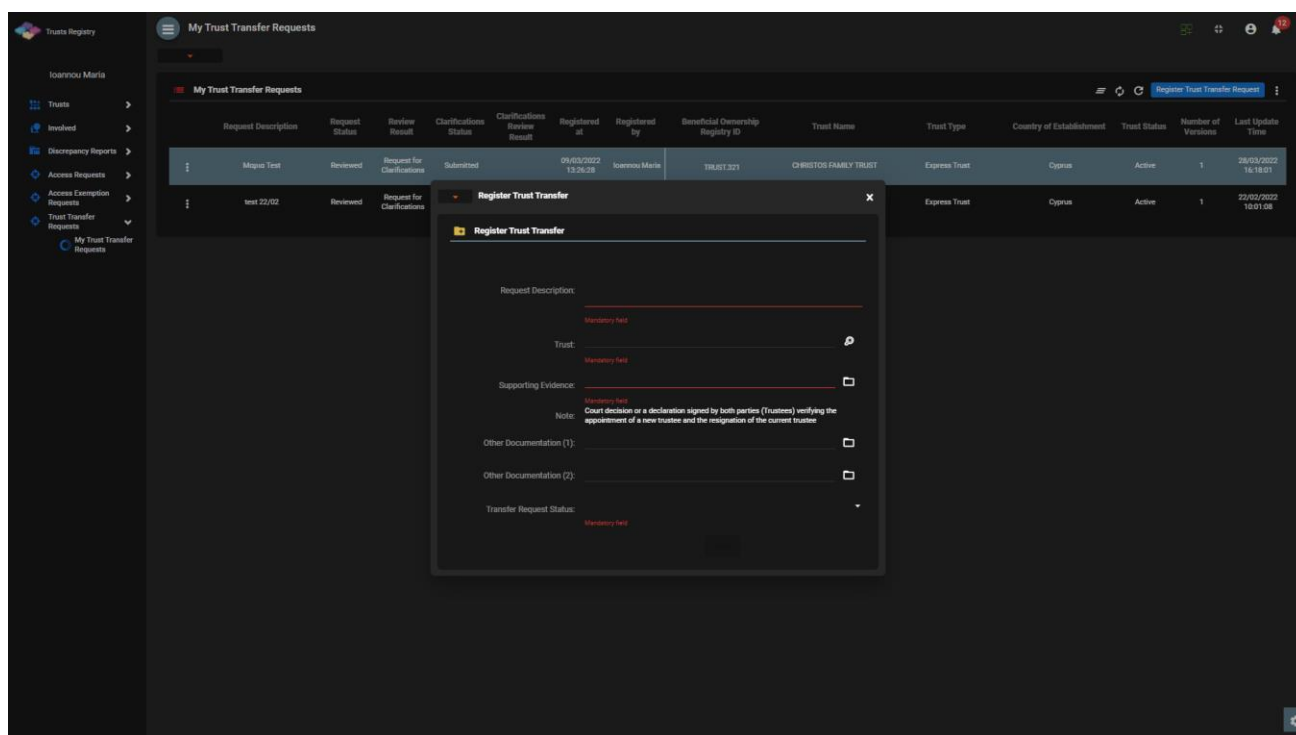 Trusts Registry
My Trust Transfer Requests
12
Ioannou Maria
Trusts
Involved
Discrepancy Reports
Access Requests
Access Exemption
Requests
Trust Transfer
Requests
My Trust Transfer
Requests
My Trust Transfer Requests
Register Trust Transfer Request
Request Description
Request
Status
Review
Result
Clarifications
Status
Clarifications
Review
Result
Registered
at
Registered
by
Beneficial Ownership
Registry ID
Trust Name
Trust Type
Country of Establishment
Trust Status
Number of
Versions
Last Update
Time
Μαρια Test
Reviewed
Request for
Clarifications
Submitted
09/03/2022
13:26:28
Ioannou Maria
TRUST.321
CHRISTOS FAMILY TRUST
Express Trust
Cyprus
Active
1
28/03/2022
16:18:01
test 22/02
Reviewed
Request for
Clarifications
Express Trust
Cyprus
Active
1
22/02/2022
10:01:08
Register Trust Transfer
Register Trust Transfer
Request Description:
Mandatory field
Trust:
Mandatory field
Supporting Evidence:
Mandatory field
Note:
Court decision or a declaration signed by both parties (Trustees) verifying the
appointment of a new trustee and the resignation of the current trustee
Other Documentation (1):
Other Documentation (2):
Transfer Request Status:
Mandatory field